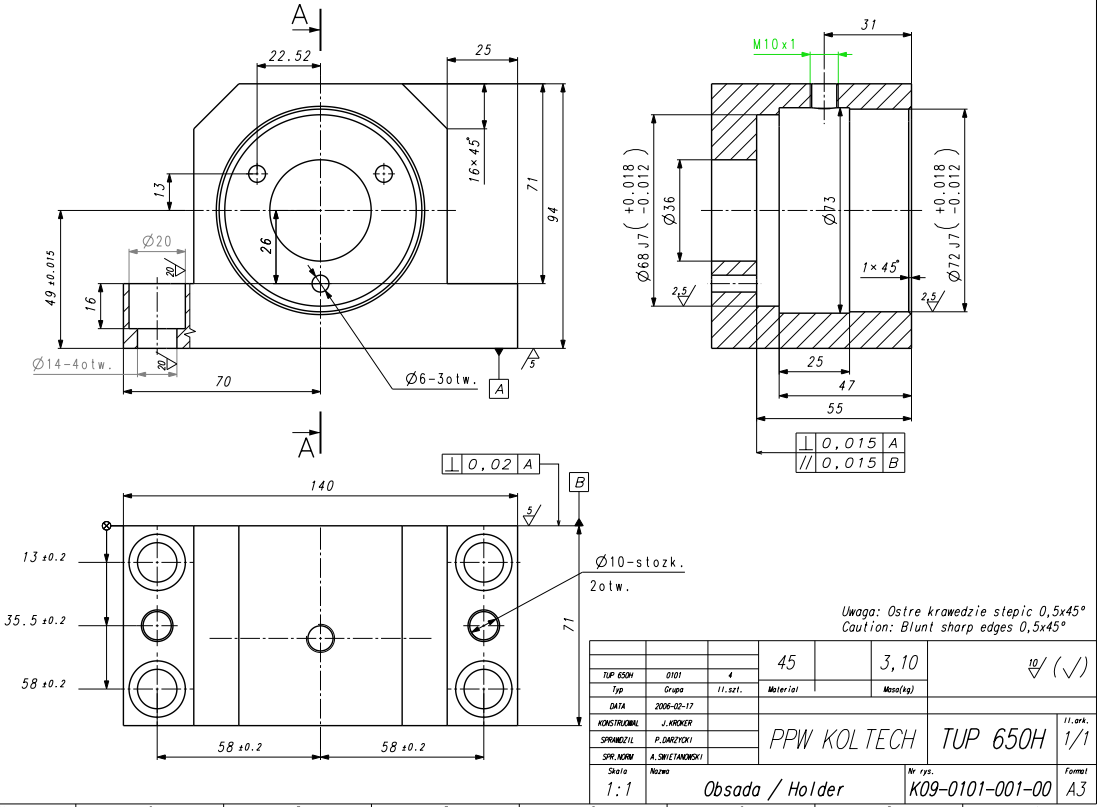 A
22.52
25
16×45°
13
71
94
26
49 ±0.015
Ø20
20
16
20
Ø14-4otw.
70
Ø6-3otw.
A
5
A
31
M10x1
Ø68J7( +0.018 -0.012 )
Ø36
Ø73
Ø72J7( +0.018 -0.012 )
1×45°
2,5
2,5
25
47
55
⊥ 0,015 A
// 0,015 B
⊥ 0,02 A
B
140
5
13 ±0.2
35.5 ±0.2
58 ±0.2
Ø10-stozk.
2otw.
71
58 ±0.2 58 ±0.2
Uwaga: Ostre krawedzie stepic 0,5x45°
Caution: Blunt sharp edges 0,5x45°
45 3,10 10/ (√)
TUP 650H 0101 4
Typ Grupa Il.szt. Material Masa(kg)
DATA 2006-02-17
KONSTRUOWAL J.KROKER
SPRAWDZIL P.DARZYCKI
SPR.NORM A.SWIETANOWSKI
PPW KOLTECH TUP 650H
Il.ark.
1/1
Skala Nazwa Nr rys. Format
1:1 Obsada / Holder K09-0101-001-00 A3